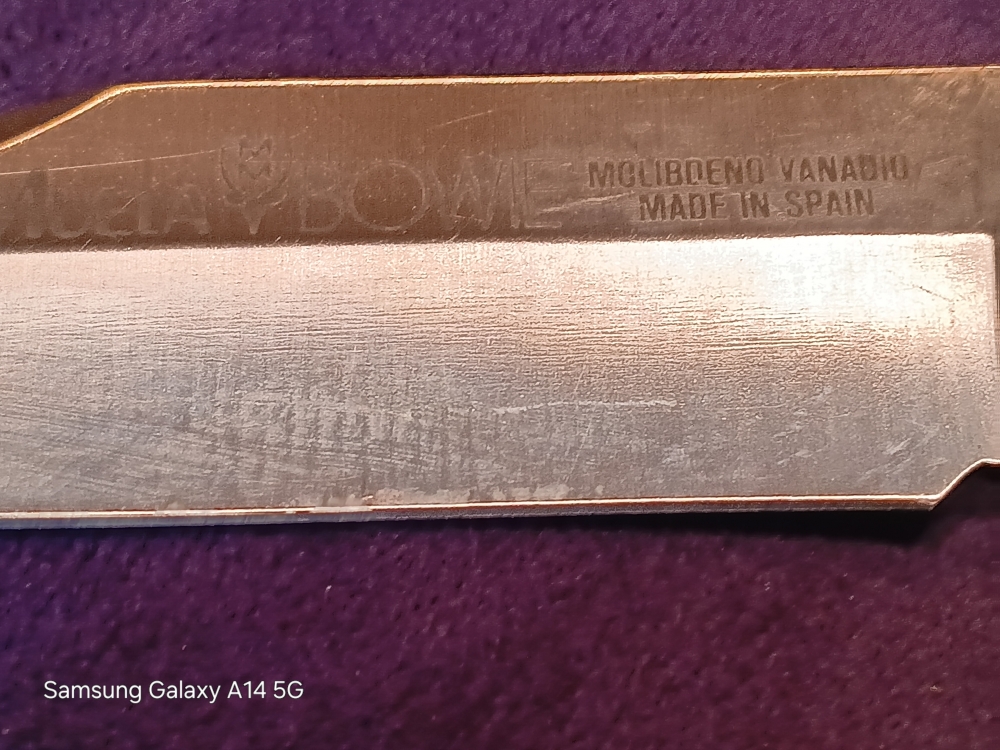 BOWIE MOLIBDENO VANADIO
MADE IN SPAIN
Samsung Galaxy A14 5G